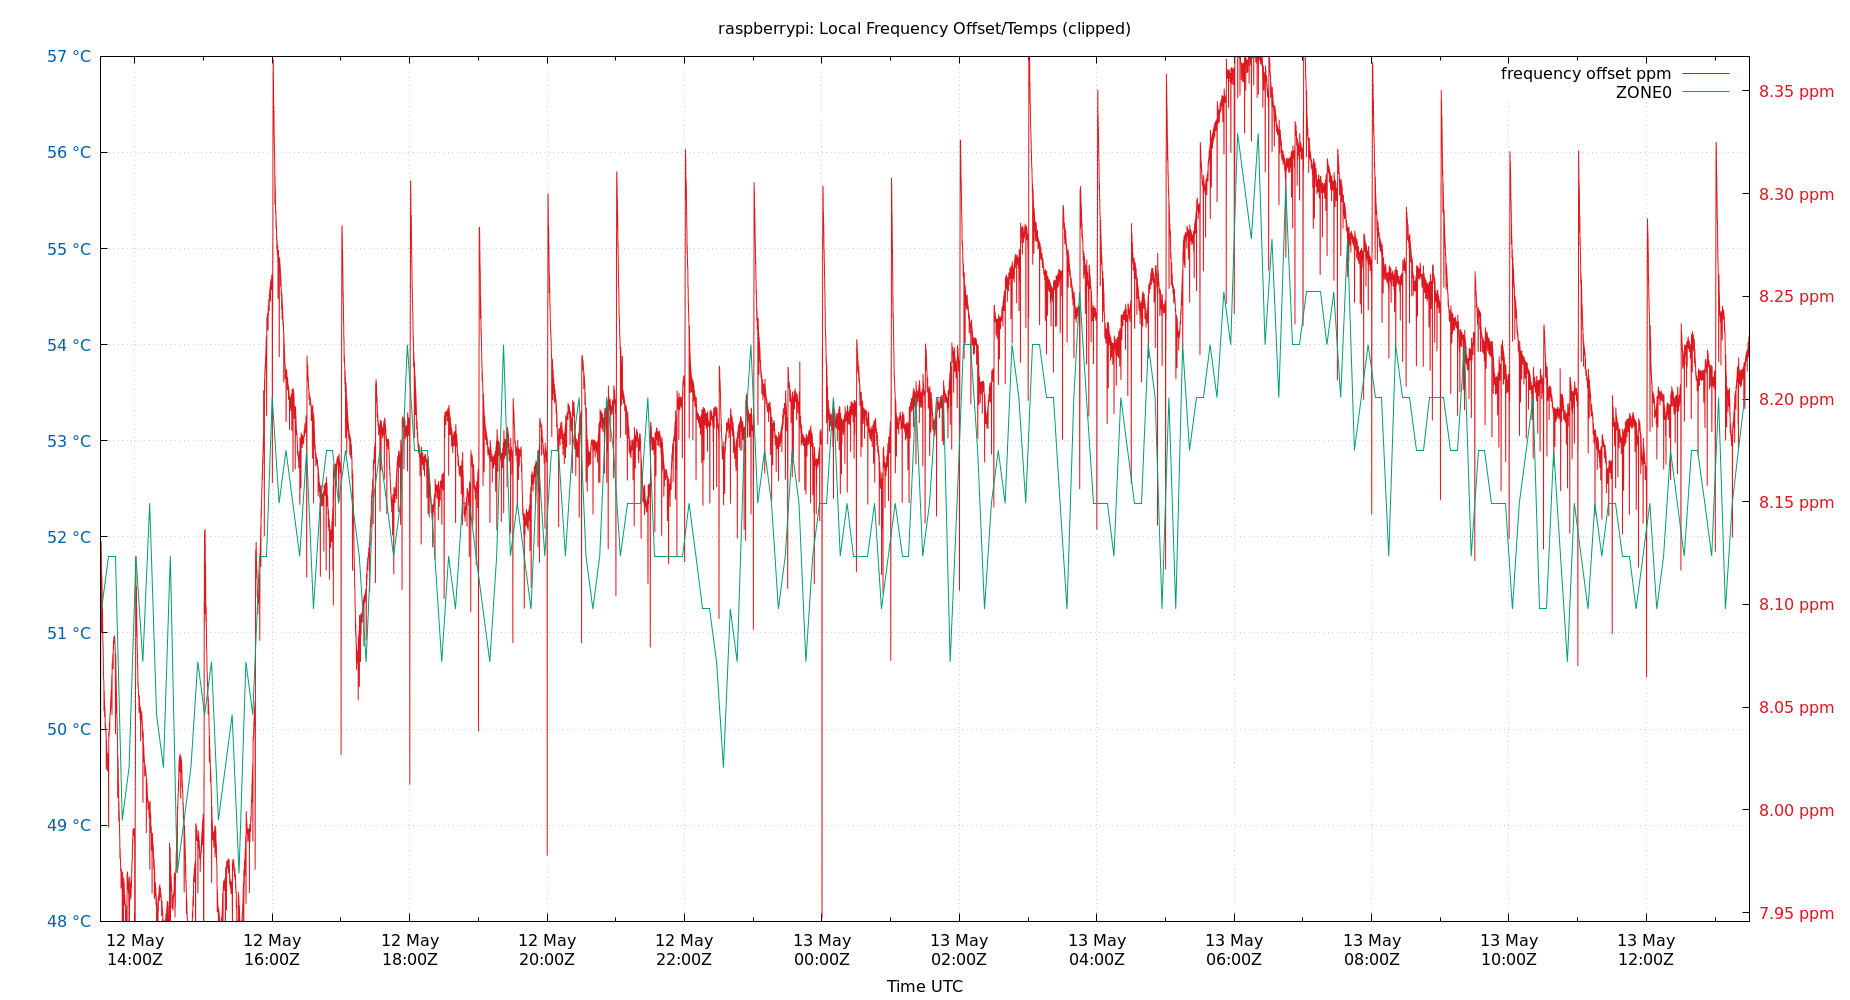 raspberrypi: Local Frequency Offset/Temps (clipped)
57 °C
56 °C
55 °C
54 °C
53 °C
52 °C
51 °C
50 °C
49 °C
48 °C
frequency offset ppm
ZONE0
8.35 ppm
8.30 ppm
8.25 ppm
8.20 ppm
8.15 ppm
8.10 ppm
8.05 ppm
8.00 ppm
7.95 ppm
12 May 12 May 12 May 12 May 12 May 13 May 13 May 13 May 13 May 13 May 13 May 13 May
14:00Z 16:00Z 18:00Z 20:00Z 22:00Z 00:00Z 02:00Z 04:00Z 06:00Z 08:00Z 10:00Z 12:00Z
Time UTC